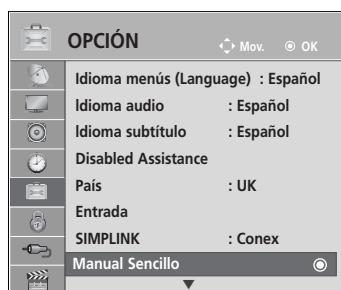 OPCIÓN Mov. OK
Idioma menús (Language) : Español
Idioma audio : Español
Idioma subtítulo : Español
Disabled Assistance
País : UK
Entrada
SIMPLINK : Conex
Manual Sencillo